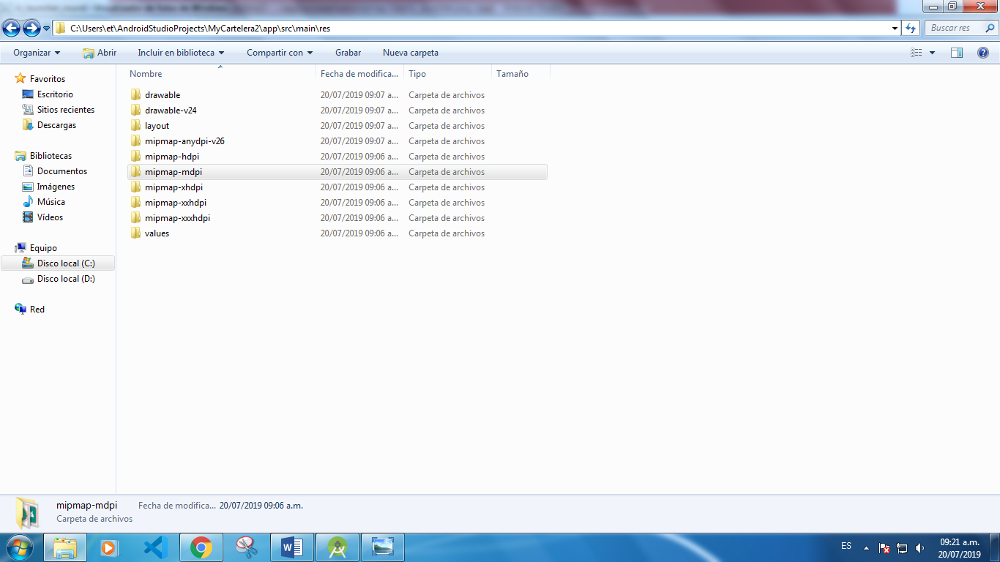 C:\Users\et\AndroidStudioProjects\MyCartelera2\app\src\main\res
Buscar res
Organizar Abrir Incluir en biblioteca Compartir con Grabar Nueva carpeta
Favoritos
Escritorio
Sitios recientes
Descargas
Bibliotecas
Documentos
Imágenes
Música
Vídeos
Equipo
Disco local (C:)
Disco local (D:)
Red
Nombre Fecha de modifica... Tipo Tamaño
drawable 20/07/2019 09:07 a... Carpeta de archivos
drawable-v24 20/07/2019 09:07 a... Carpeta de archivos
layout 20/07/2019 09:07 a... Carpeta de archivos
mipmap-anydpi-v26 20/07/2019 09:07 a... Carpeta de archivos
mipmap-hdpi 20/07/2019 09:06 a... Carpeta de archivos
mipmap-mdpi 20/07/2019 09:06 a... Carpeta de archivos
mipmap-xhdpi 20/07/2019 09:06 a... Carpeta de archivos
mipmap-xxhdpi 20/07/2019 09:06 a... Carpeta de archivos
mipmap-xxxhdpi 20/07/2019 09:06 a... Carpeta de archivos
values 20/07/2019 09:06 a... Carpeta de archivos
mipmap-mdpi Fecha de modifica... 20/07/2019 09:06 a.m.
Carpeta de archivos
ES
09:21 a.m.
20/07/2019